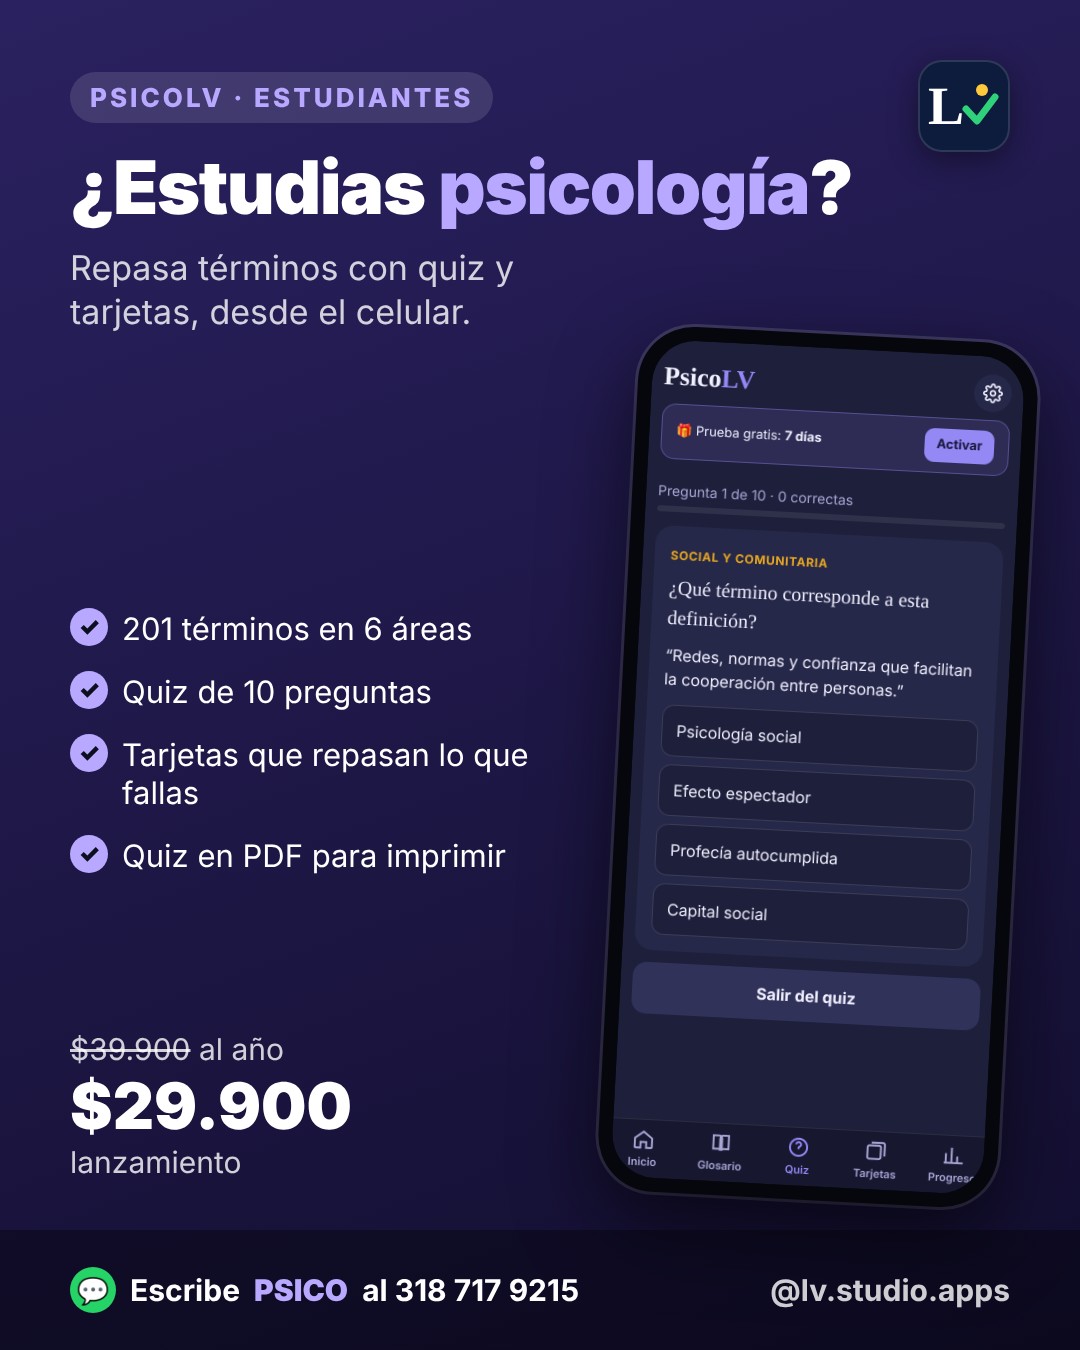 PSICOLV · ESTUDIANTES
L
¿Estudias psicología?
Repasa términos con quiz y
tarjetas, desde el celular.
PsicoLV
🎁 Prueba gratis: 7 días
Activar
Pregunta 1 de 10 · 0 correctas
SOCIAL Y COMUNITARIA
¿Qué término corresponde a esta
definición?
“Redes, normas y confianza que facilitan
la cooperación entre personas.”
Psicología social
Efecto espectador
Profecía autocumplida
Capital social
Salir del quiz
Inicio
Glosario
Quiz
Tarjetas
Progreso
201 términos en 6 áreas
Quiz de 10 preguntas
Tarjetas que repasan lo que
fallas
Quiz en PDF para imprimir
$39.900 al año
$29.900
lanzamiento
Escribe PSICO al 318 717 9215
@lv.studio.apps